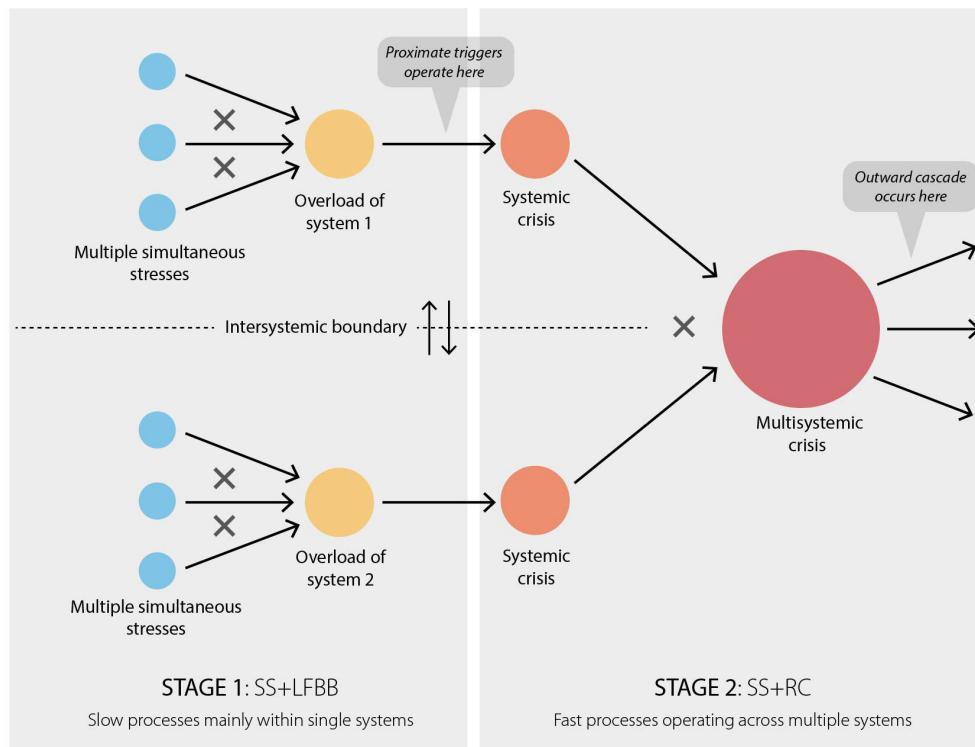 Proximate triggers
operate here
Overload of
system 1
Systemic
crisis
Multiple simultaneous
stresses
Outward cascade
occurs here
Intersystemic boundary
Multisystemic
crisis
Overload of
system 2
Systemic
crisis
Multiple simultaneous
stresses
STAGE 1: SS+LFBB
Slow processes mainly within single systems
STAGE 2: SS+RC
Fast processes operating across multiple systems